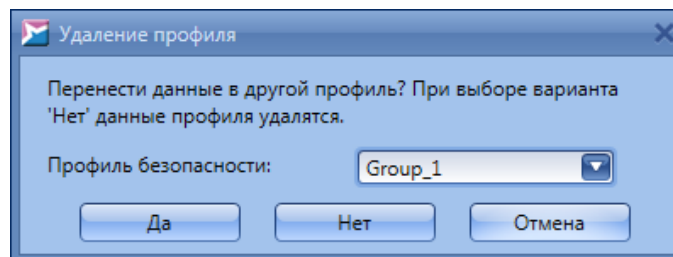 Удаление профиля
Перенести данные в другой профиль? При выборе варианта
'Нет' данные профиля удалятся.
Профиль безопасности: Group_1
Да Нет Отмена